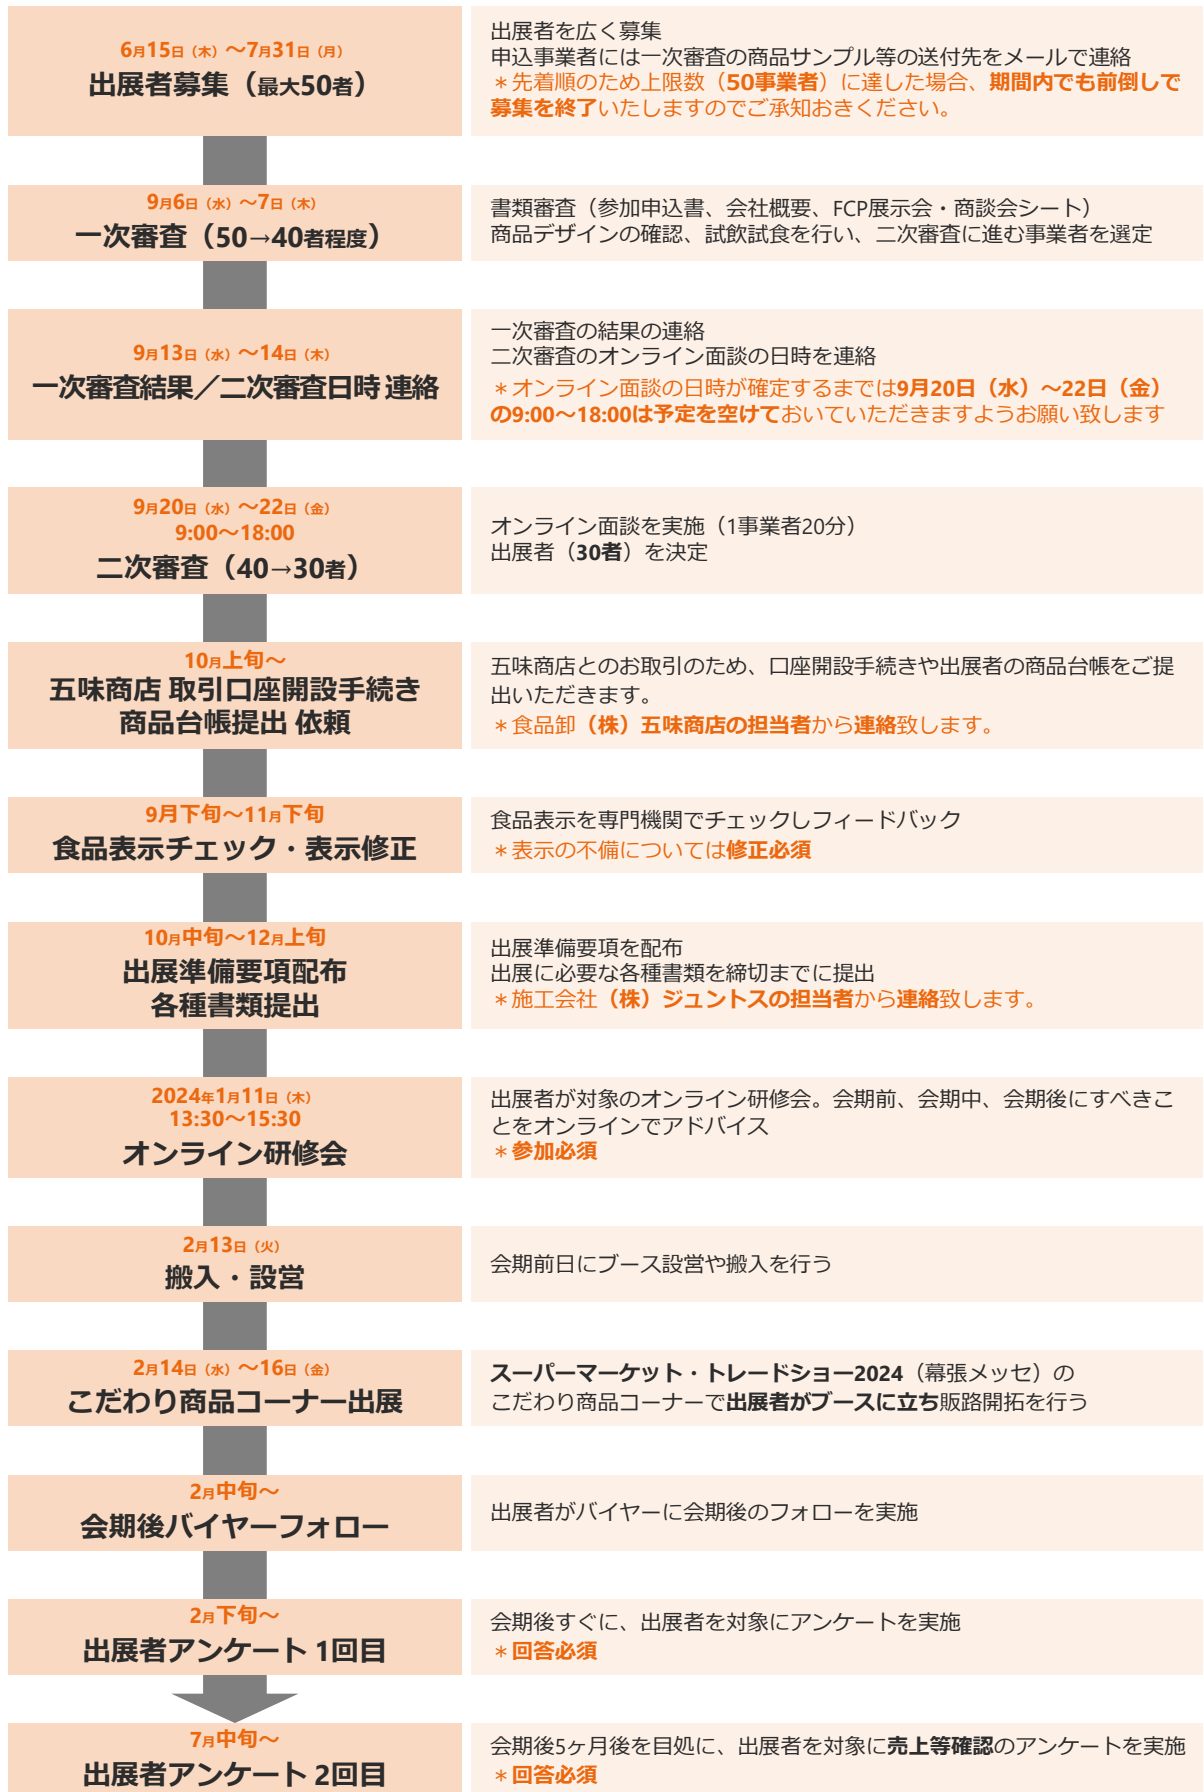 6月15日（木）～7月31日（月）
出展者募集（最大50者）
出展者を広く募集
申込事業者には一次審査の商品サンプル等の送付先をメールで連絡
＊先着順のため上限数（50事業者）に達した場合、期間内でも前倒しで
募集を終了いたしますのでご承知おきください。
9月6日（水）～7日（木）
一次審査（50→40者程度）
書類審査（参加申込書、会社概要、FCP展示会・商談会シート）
商品デザインの確認、試飲試食を行い、二次審査に進む事業者を選定
9月13日（水）～14日（木）
一次審査結果／二次審査日時 連絡
一次審査の結果の連絡
二次審査のオンライン面談の日時を連絡
＊オンライン面談の日時が確定するまでは9月20日（水）～22日（金）
の9:00～18:00は予定を空けておいていただきますようお願い致します
9月20日（水）～22日（金）
9:00～18:00
二次審査（40→30者）
オンライン面談を実施（1事業者20分）
出展者（30者）を決定
10月上旬～
五味商店 取引口座開設手続き
商品台帳提出 依頼
五味商店とのお取引のため、口座開設手続きや出展者の商品台帳をご提
出いただきます。
＊食品卸（株）五味商店の担当者から連絡致します。
9月下旬～11月下旬
食品表示チェック・表示修正
食品表示を専門機関でチェックしフィードバック
＊表示の不備については修正必須
10月中旬～12月上旬
出展準備要項配布
各種書類提出
出展準備要項を配布
出展に必要な各種書類を締切までに提出
＊施工会社（株）ジュントスの担当者から連絡致します。
2024年1月11日（木）
13:30～15:30
オンライン研修会
出展者が対象のオンライン研修会。会期前、会期中、会期後にすべきこ
とをオンラインでアドバイス
＊参加必須
2月13日（火）
搬入・設営
会期前日にブース設営や搬入を行う
2月14日（水）～16日（金）
こだわり商品コーナー出展
スーパーマーケット・トレードショー2024（幕張メッセ）の
こだわり商品コーナーで出展者がブースに立ち販路開拓を行う
2月中旬～
会期後バイヤーフォロー
出展者がバイヤーに会期後のフォローを実施
2月下旬～
出展者アンケート 1回目
会期後すぐに、出展者を対象にアンケートを実施
＊回答必須
7月中旬～
出展者アンケート 2回目
会期後5ヶ月後を目処に、出展者を対象に売上等確認のアンケートを実施
＊回答必須